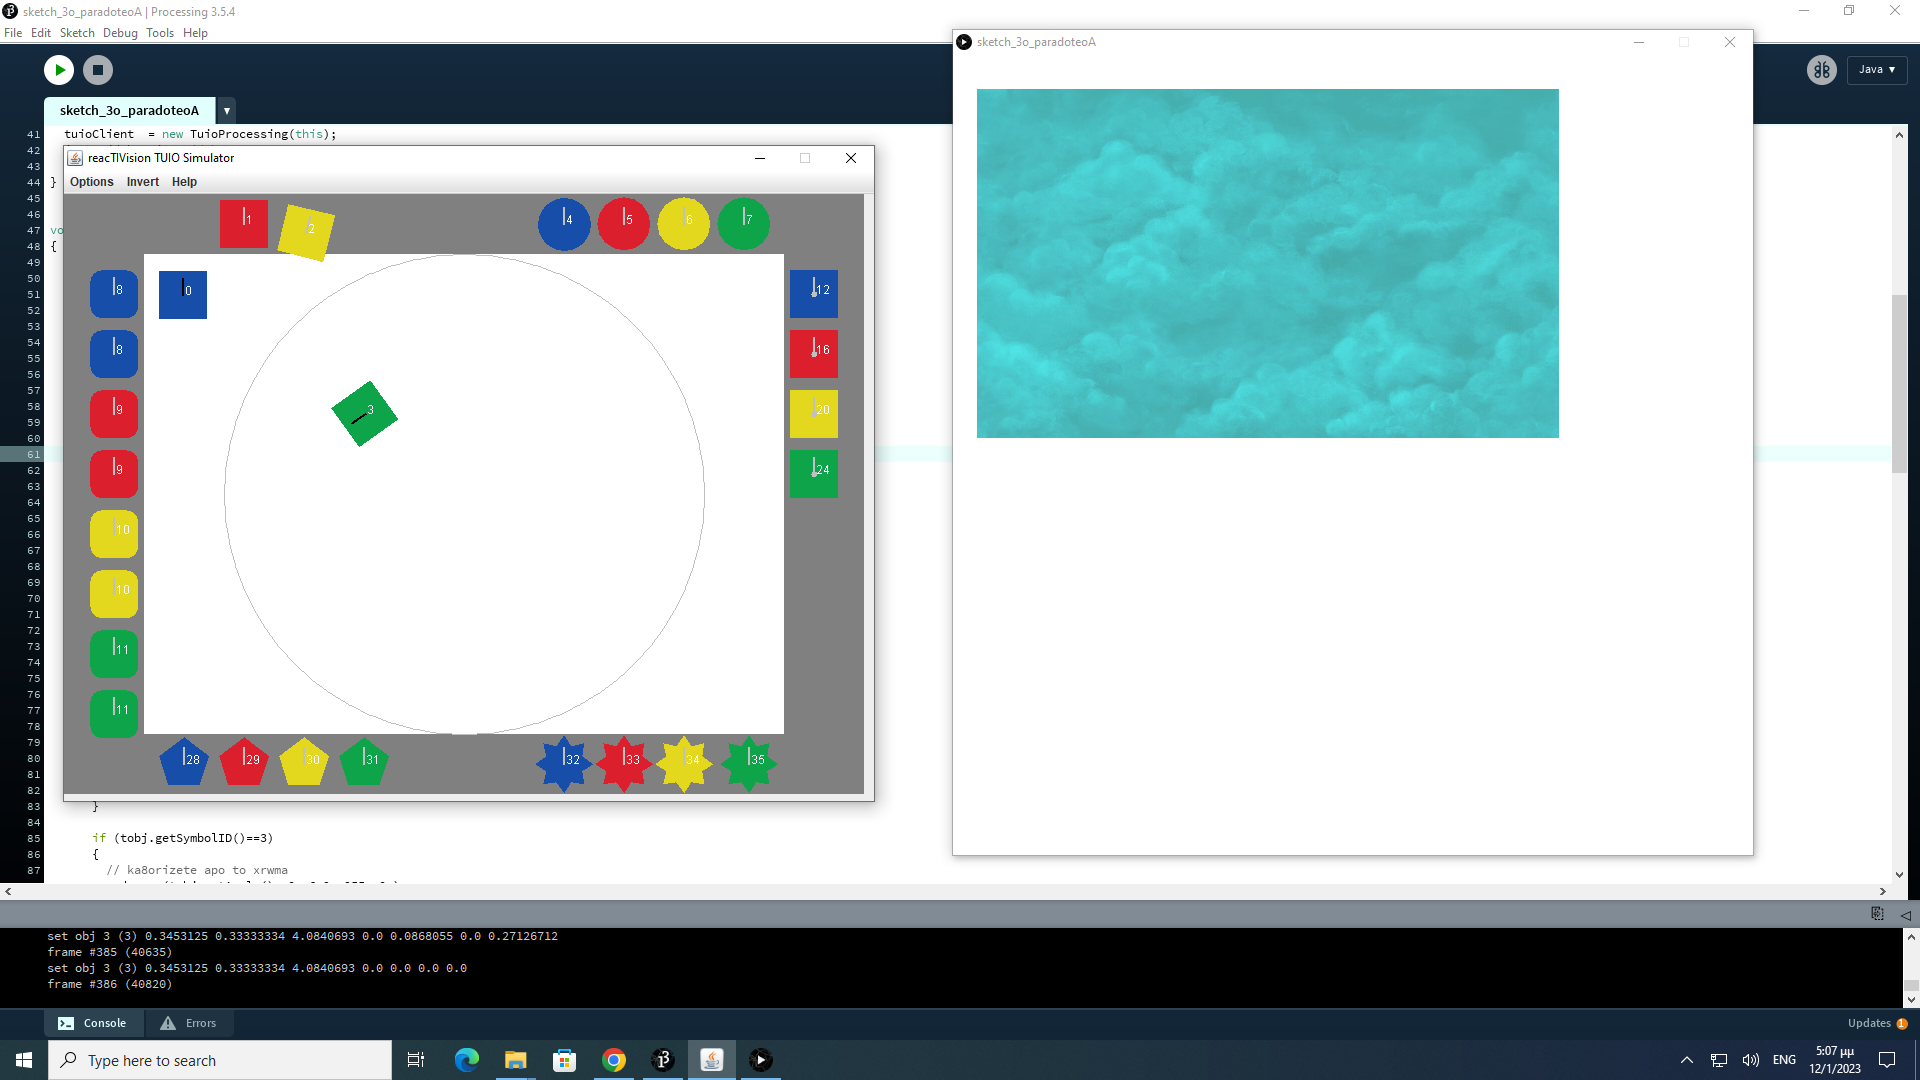 sketch_3o_paradoteoA | Processing 3.5.4
File Edit Sketch Debug Tools Help
Java ▾
sketch_3o_paradoteoA
41 tuioClient = new TuioProcessing(this);
42
43
44 }
45
46
47 vo
48 {
49
50
51
52
53
54
55
56
57
58
59
60
61
62
63
64
65
66
67
68
69
70
71
72
73
74
75
76
77
78
79
80
81
82
83 }
84
85 if (tobj.getSymbolID()==3)
86 {
87 // ka8orizete apo to xrwma
reacTIVision TUIO Simulator
Options Invert Help
1 2 4 5 6 7
8 0 12
8 16
9 3 20
9 24
10
10
11
11
28 29 30 31 32 33 34 35
sketch_3o_paradoteoA
set obj 3 (3) 0.3453125 0.33333334 4.0840693 0.0 0.0868055 0.0 0.27126712
frame #385 (40635)
set obj 3 (3) 0.3453125 0.33333334 4.0840693 0.0 0.0 0.0 0.0
frame #386 (40820)
Console Errors
Updates 1
Type here to search
ENG
5:07 μμ
12/1/2023